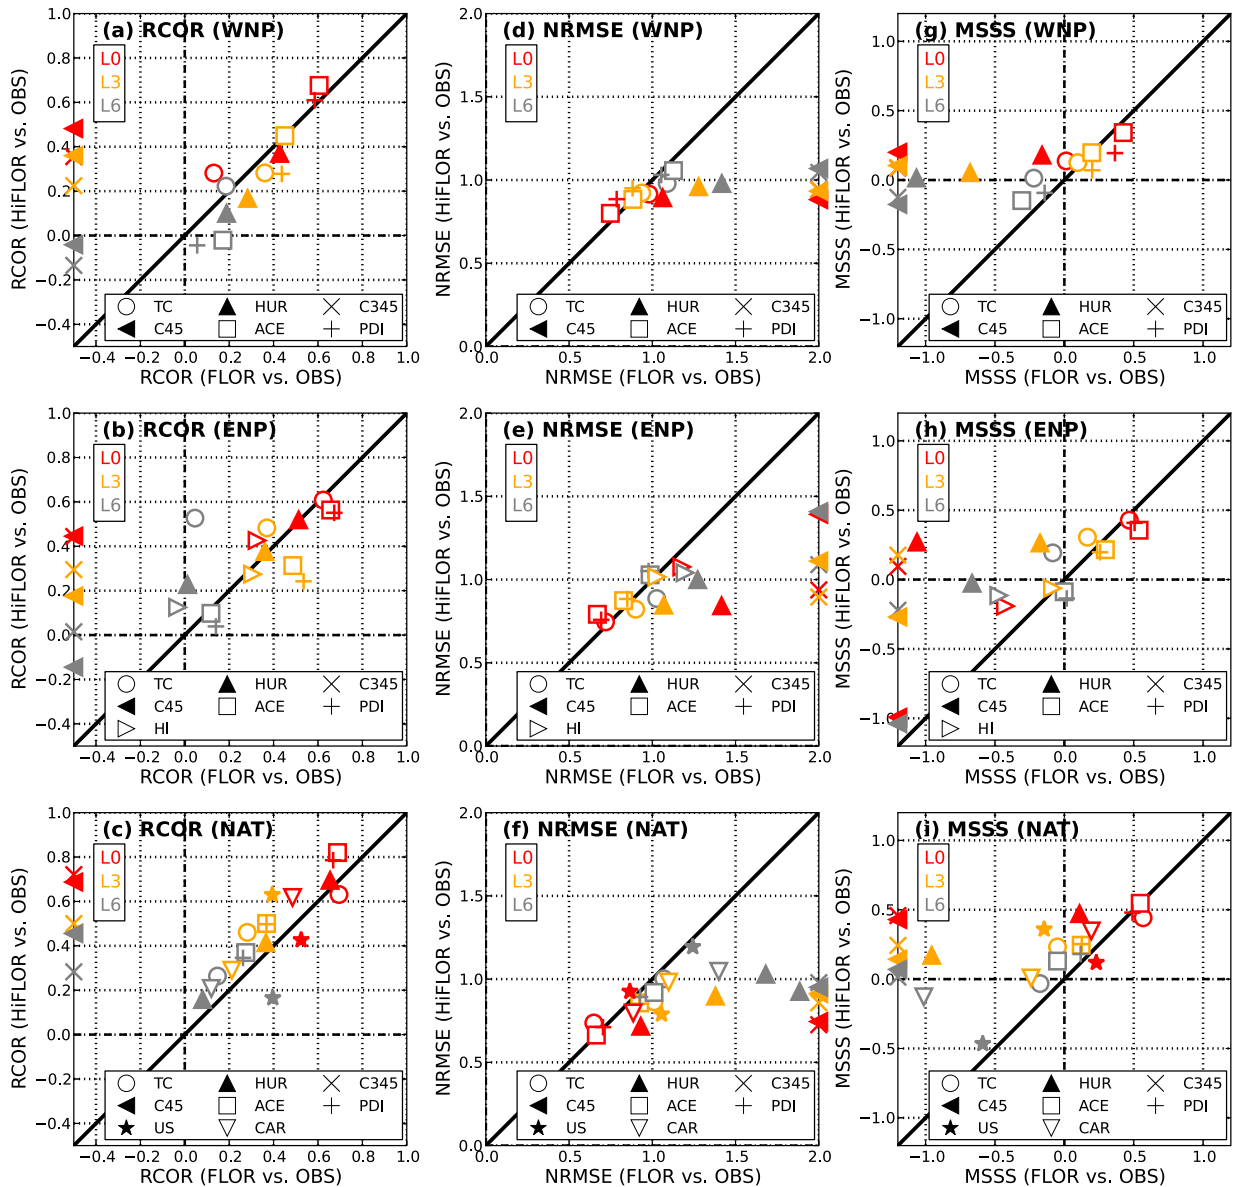 (a) RCOR (WNP)
L0
L3
L6
1.0
0.8
0.6
0.4
0.2
0.0
−0.2
−0.4
RCOR (HiFLOR vs. OBS)
TC HUR C345
C45 ACE PDI
−0.4 −0.2 0.0 0.2 0.4 0.6 0.8 1.0
RCOR (FLOR vs. OBS)
(d) NRMSE (WNP)
L0
L3
L6
2.0
1.5
1.0
0.5
0.0
NRMSE (HiFLOR vs. OBS)
TC HUR C345
C45 ACE PDI
0.0 0.5 1.0 1.5 2.0
NRMSE (FLOR vs. OBS)
(g) MSSS (WNP)
L0
L3
L6
1.0
0.5
0.0
−0.5
−1.0
MSSS (HiFLOR vs. OBS)
TC HUR C345
C45 ACE PDI
−1.0 −0.5 0.0 0.5 1.0
MSSS (FLOR vs. OBS)
(b) RCOR (ENP)
L0
L3
L6
1.0
0.8
0.6
0.4
0.2
0.0
−0.2
−0.4
RCOR (HiFLOR vs. OBS)
TC HUR C345
C45 ACE PDI
HI
−0.4 −0.2 0.0 0.2 0.4 0.6 0.8 1.0
RCOR (FLOR vs. OBS)
(e) NRMSE (ENP)
L0
L3
L6
2.0
1.5
1.0
0.5
0.0
NRMSE (HiFLOR vs. OBS)
TC HUR C345
C45 ACE PDI
HI
0.0 0.5 1.0 1.5 2.0
NRMSE (FLOR vs. OBS)
(h) MSSS (ENP)
L0
L3
L6
1.0
0.5
0.0
−0.5
−1.0
MSSS (HiFLOR vs. OBS)
TC HUR C345
C45 ACE PDI
HI
−1.0 −0.5 0.0 0.5 1.0
MSSS (FLOR vs. OBS)
(c) RCOR (NAT)
L0
L3
L6
1.0
0.8
0.6
0.4
0.2
0.0
−0.2
−0.4
RCOR (HiFLOR vs. OBS)
TC HUR C345
C45 ACE PDI
US CAR
−0.4 −0.2 0.0 0.2 0.4 0.6 0.8 1.0
RCOR (FLOR vs. OBS)
(f) NRMSE (NAT)
L0
L3
L6
2.0
1.5
1.0
0.5
0.0
NRMSE (HiFLOR vs. OBS)
TC HUR C345
C45 ACE PDI
US CAR
0.0 0.5 1.0 1.5 2.0
NRMSE (FLOR vs. OBS)
(i) MSSS (NAT)
L0
L3
L6
1.0
0.5
0.0
−0.5
−1.0
MSSS (HiFLOR vs. OBS)
TC HUR C345
C45 ACE PDI
US CAR
−1.0 −0.5 0.0 0.5 1.0
MSSS (FLOR vs. OBS)